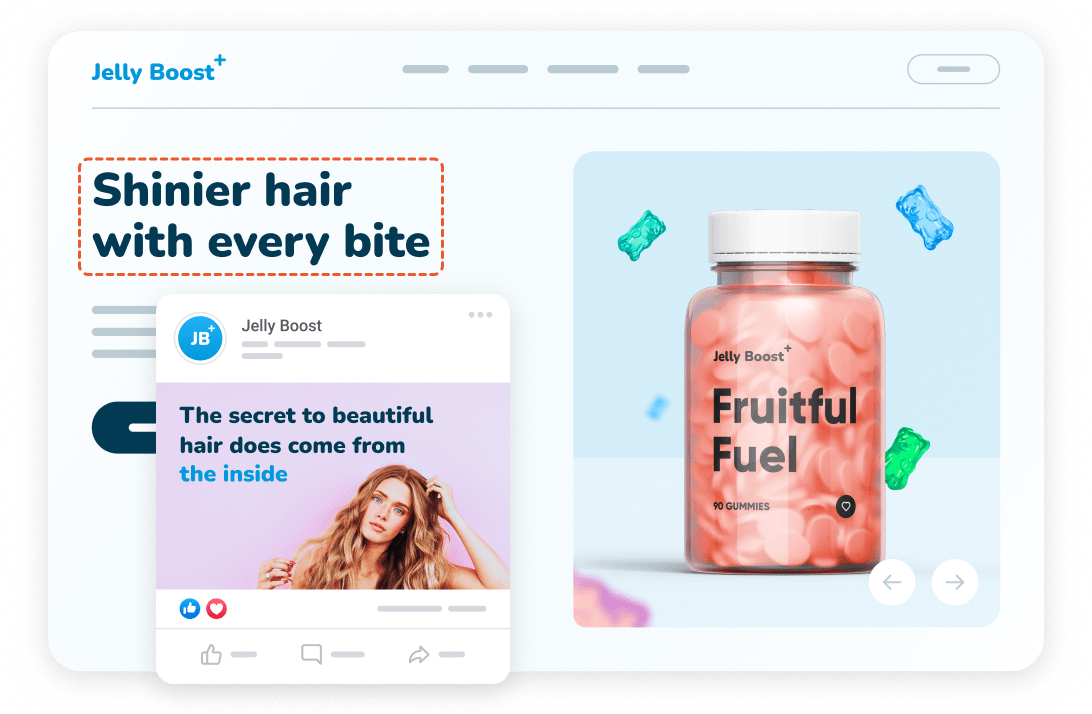 Jelly Boost+
Shinier hair
with every bite
JB+
Jelly Boost
The secret to beautiful
hair does come from
the inside
Jelly Boost+
Fruitful
Fuel
90 GUMMIES